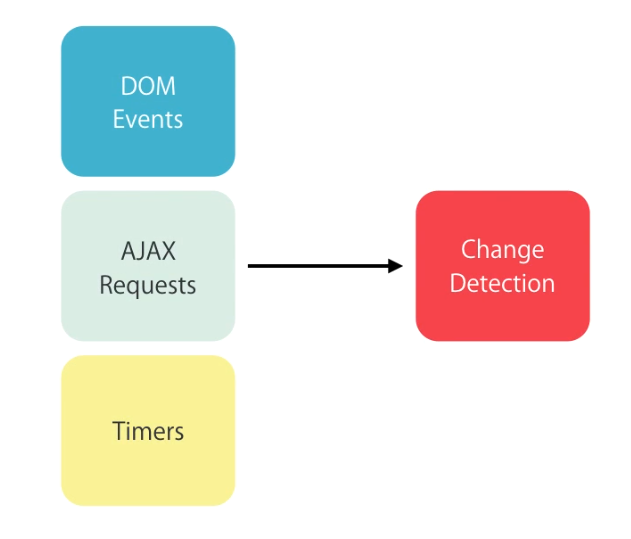 DOM
Events
AJAX
Requests
Change
Detection
Timers